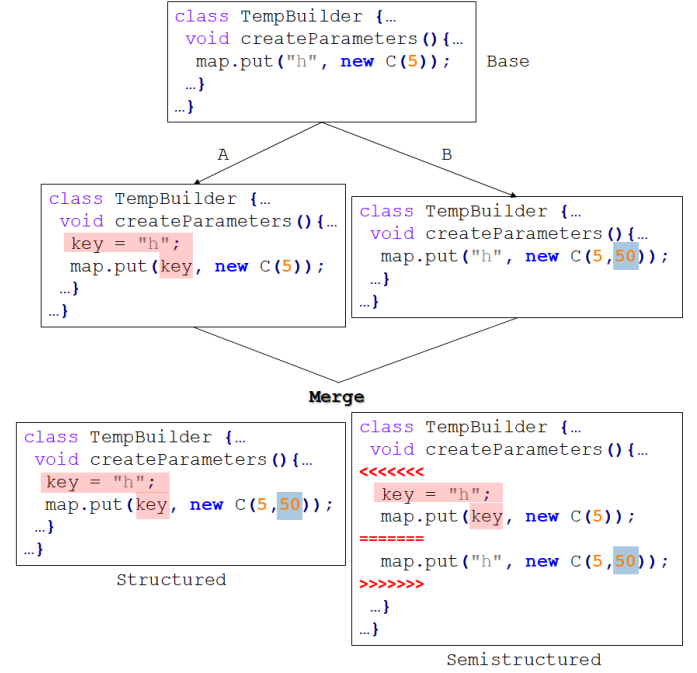 class TempBuilder {…
void createParameters(){…
map.put("h", new C(5));
…}
…}
Base
A
B
class TempBuilder {…
void createParameters(){…
key = "h";
map.put(key, new C(5));
…}
…}
class TempBuilder {…
void createParameters(){…
map.put("h", new C(5,50));
…}
…}
Merge
class TempBuilder {…
void createParameters(){…
key = "h";
map.put(key, new C(5,50));
…}
…}
Structured
class TempBuilder {…
void createParameters(){…
<<<<<<<
key = "h";
map.put(key, new C(5));
=======
map.put("h", new C(5,50));
>>>>>>>
…}
…}
Semistructured